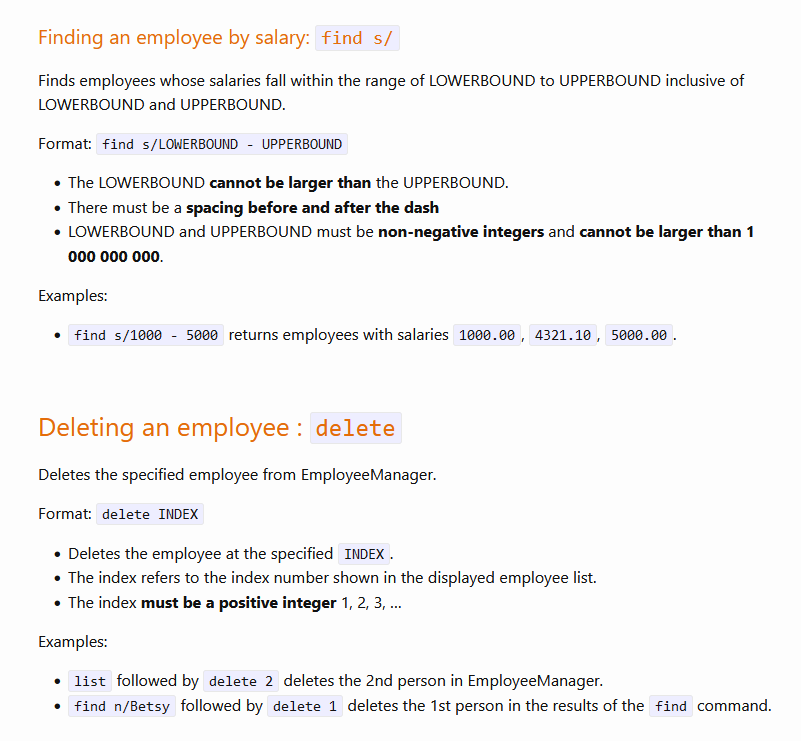 Finding an employee by salary: find s/
Finds employees whose salaries fall within the range of LOWERBOUND to UPPERBOUND inclusive of
LOWERBOUND and UPPERBOUND.
Format: find s/LOWERBOUND - UPPERBOUND
• The LOWERBOUND cannot be larger than the UPPERBOUND.
• There must be a spacing before and after the dash
• LOWERBOUND and UPPERBOUND must be non-negative integers and cannot be larger than 1
000 000 000.
Examples:
• find s/1000 - 5000 returns employees with salaries 1000.00, 4321.10, 5000.00.
Deleting an employee : delete
Deletes the specified employee from EmployeeManager.
Format: delete INDEX
• Deletes the employee at the specified INDEX.
• The index refers to the index number shown in the displayed employee list.
• The index must be a positive integer 1, 2, 3, …
Examples:
• list followed by delete 2 deletes the 2nd person in EmployeeManager.
• find n/Betsy followed by delete 1 deletes the 1st person in the results of the find command.